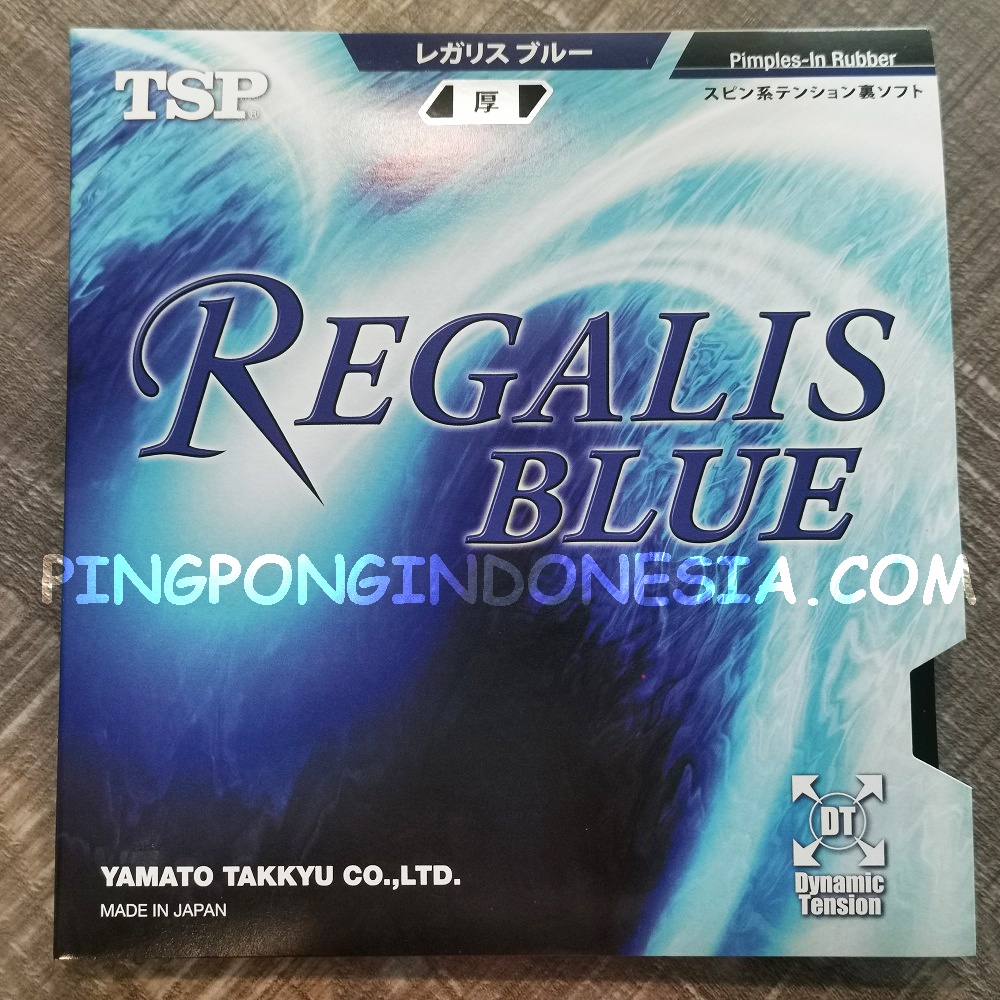 レガリス ブルー
Pimples-In Rubber
TSP®
厚
スピン系テンション裏ソフト
REGALIS
BLUE
PINGPONGINDONESIA.COM
DT
Dynamic
Tension
YAMATO TAKKYU CO.,LTD.
MADE IN JAPAN